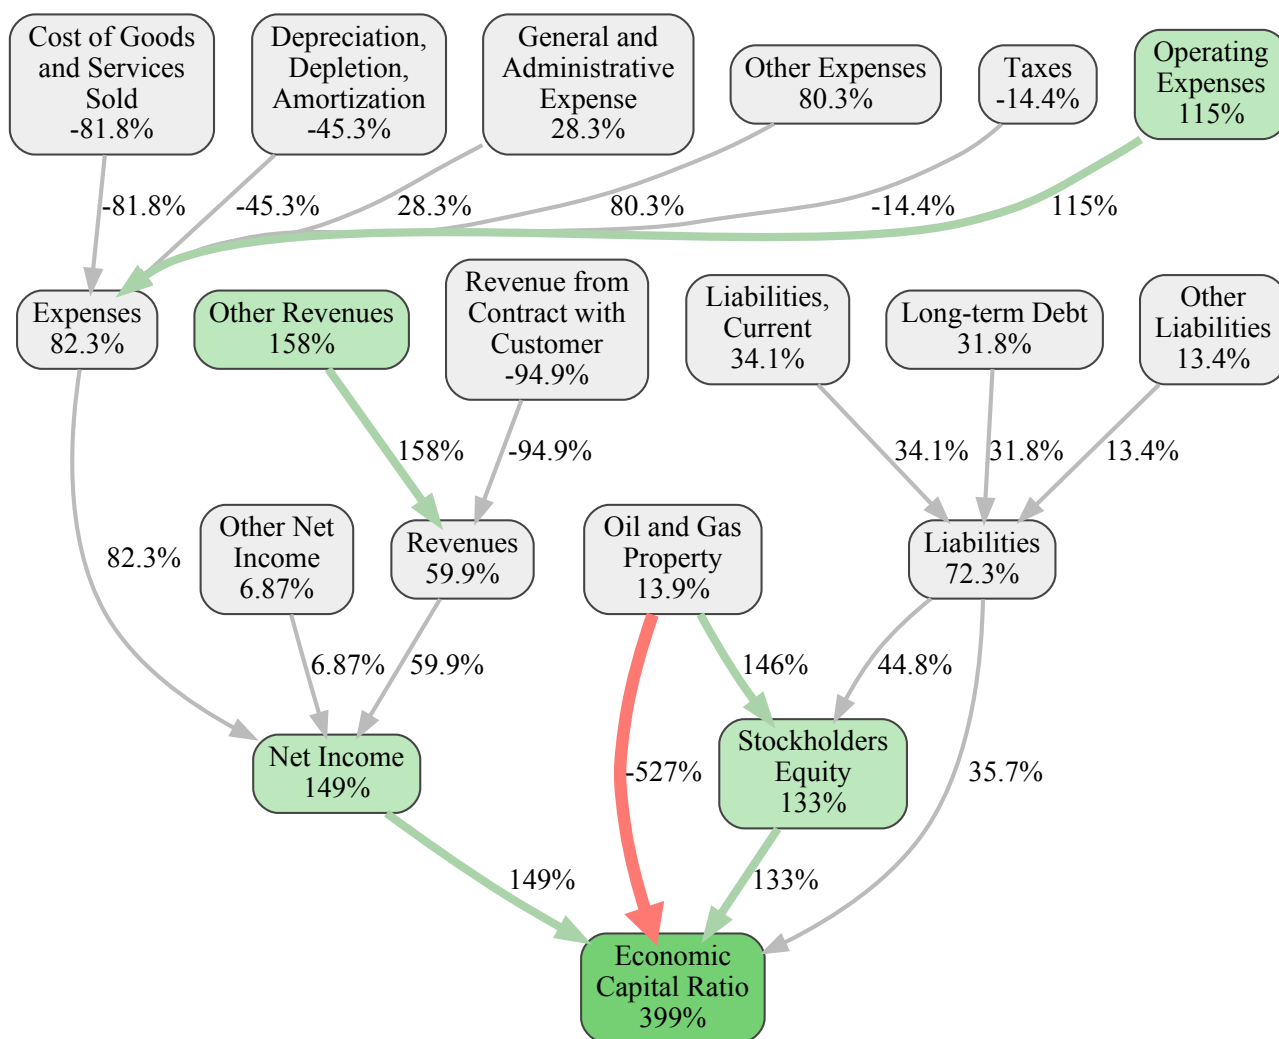 Cost of Goods
and Services
Sold
-81.8%
Depreciation,
Depletion,
Amortization
-45.3%
General and
Administrative
Expense
28.3%
Other Expenses
80.3%
Taxes
-14.4%
Operating
Expenses
115%
-81.8%
-45.3%
28.3%
80.3%
-14.4%
115%
Expenses
82.3%
Other Revenues
158%
Revenue from
Contract with
Customer
-94.9%
Liabilities,
Current
34.1%
Long-term Debt
31.8%
Other
Liabilities
13.4%
158%
-94.9%
34.1%
31.8%
13.4%
82.3%
Other Net
Income
6.87%
Revenues
59.9%
Oil and Gas
Property
13.9%
Liabilities
72.3%
6.87%
59.9%
146%
44.8%
Net Income
149%
-527%
Stockholders
Equity
133%
35.7%
149%
133%
Economic
Capital Ratio
399%